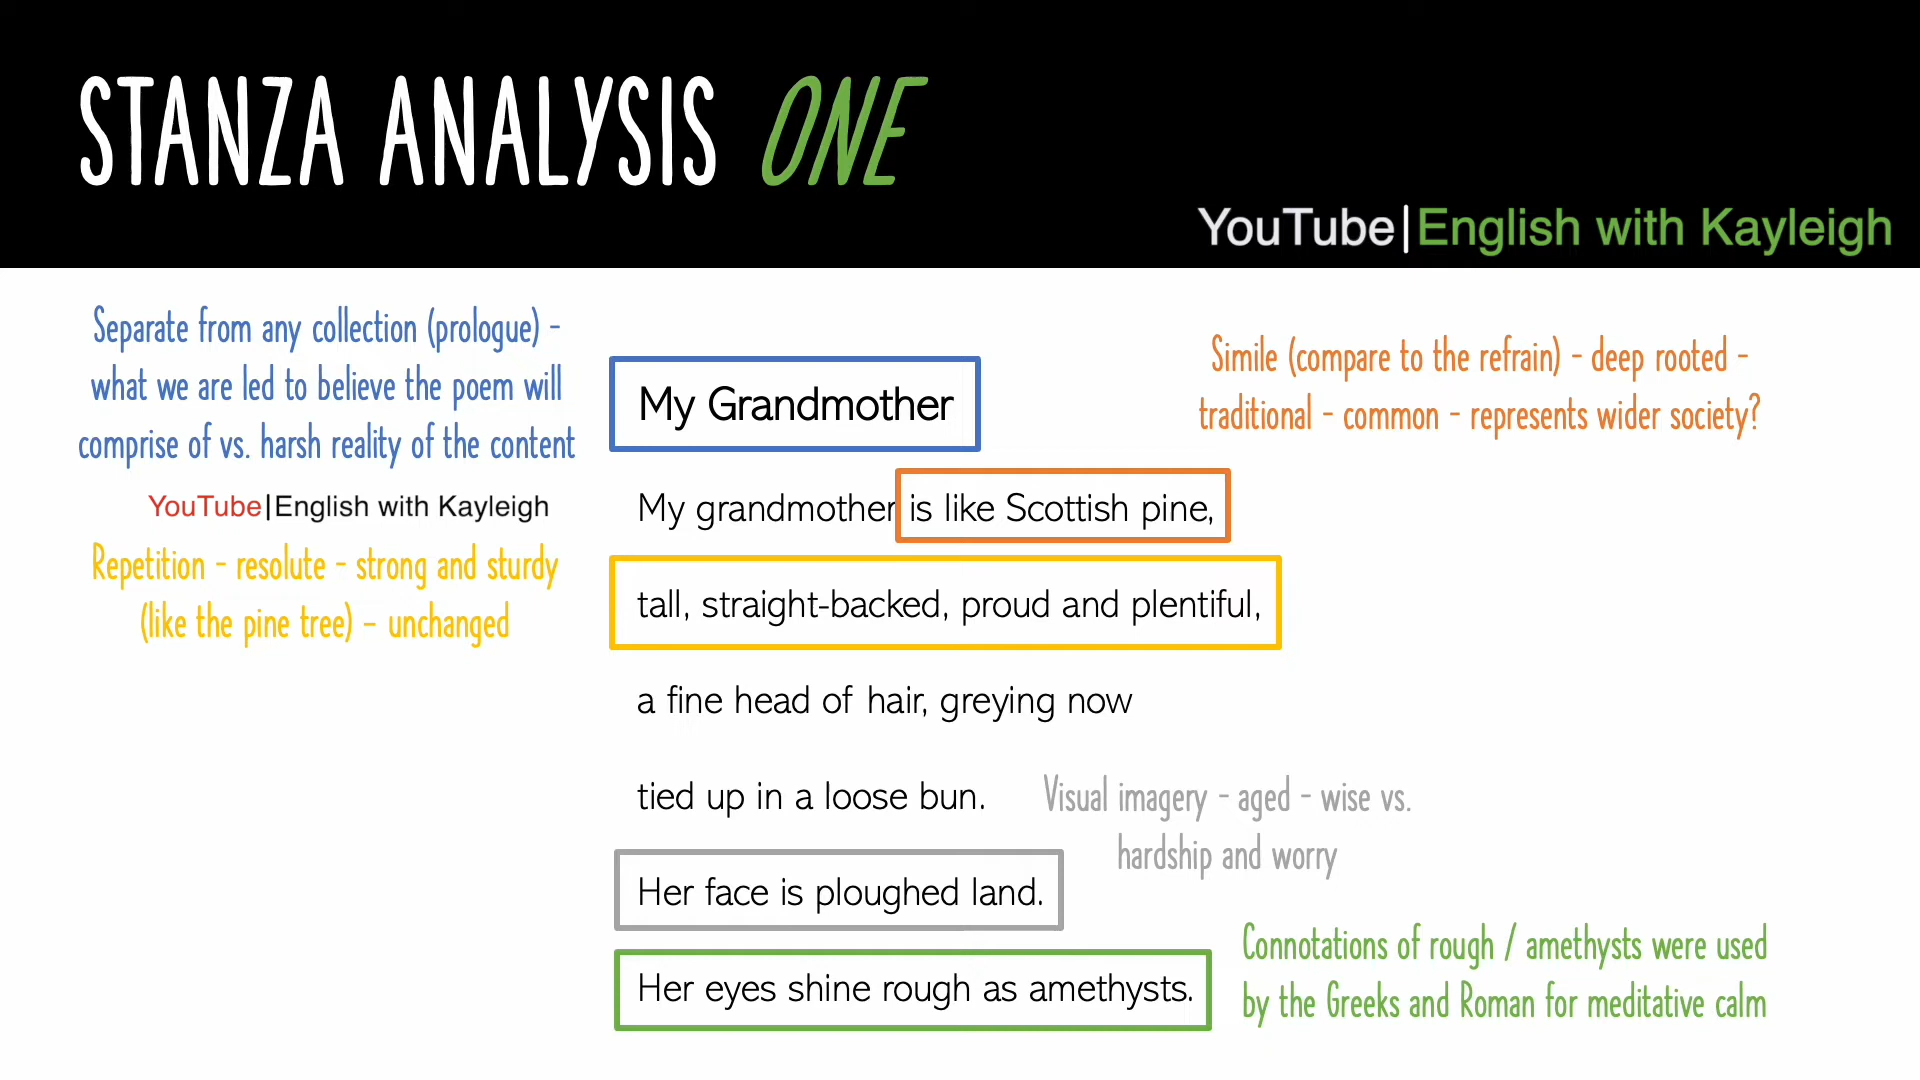 STANZA ANALYSIS ONE
YouTube|English with Kayleigh
Separate from any collection (prologue) -
what we are led to believe the poem will
comprise of vs. harsh reality of the content
YouTube|English with Kayleigh
Repetition - resolute - strong and sturdy
(like the pine tree) - unchanged
My Grandmother
My grandmother is like Scottish pine,
tall, straight-backed, proud and plentiful,
a fine head of hair, greying now
tied up in a loose bun.
Her face is ploughed land.
Her eyes shine rough as amethysts.
Simile (compare to the refrain) - deep rooted -
traditional - common - represents wider society?
Visual imagery - aged - wise vs.
hardship and worry
Connotations of rough / amethysts were used
by the Greeks and Roman for meditative calm